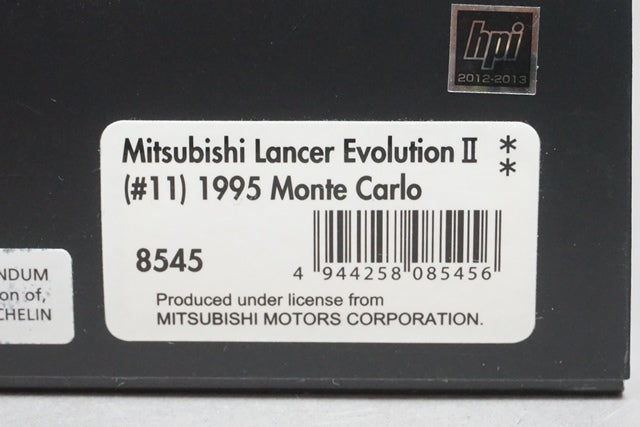 hpi
2012-2013
Mitsubishi Lancer Evolution II **
(#11) 1995 Monte Carlo
8545
4 944258 085456
Produced under license from
MITSUBISHI MOTORS CORPORATION.
NDUM
on of,
CHELIN